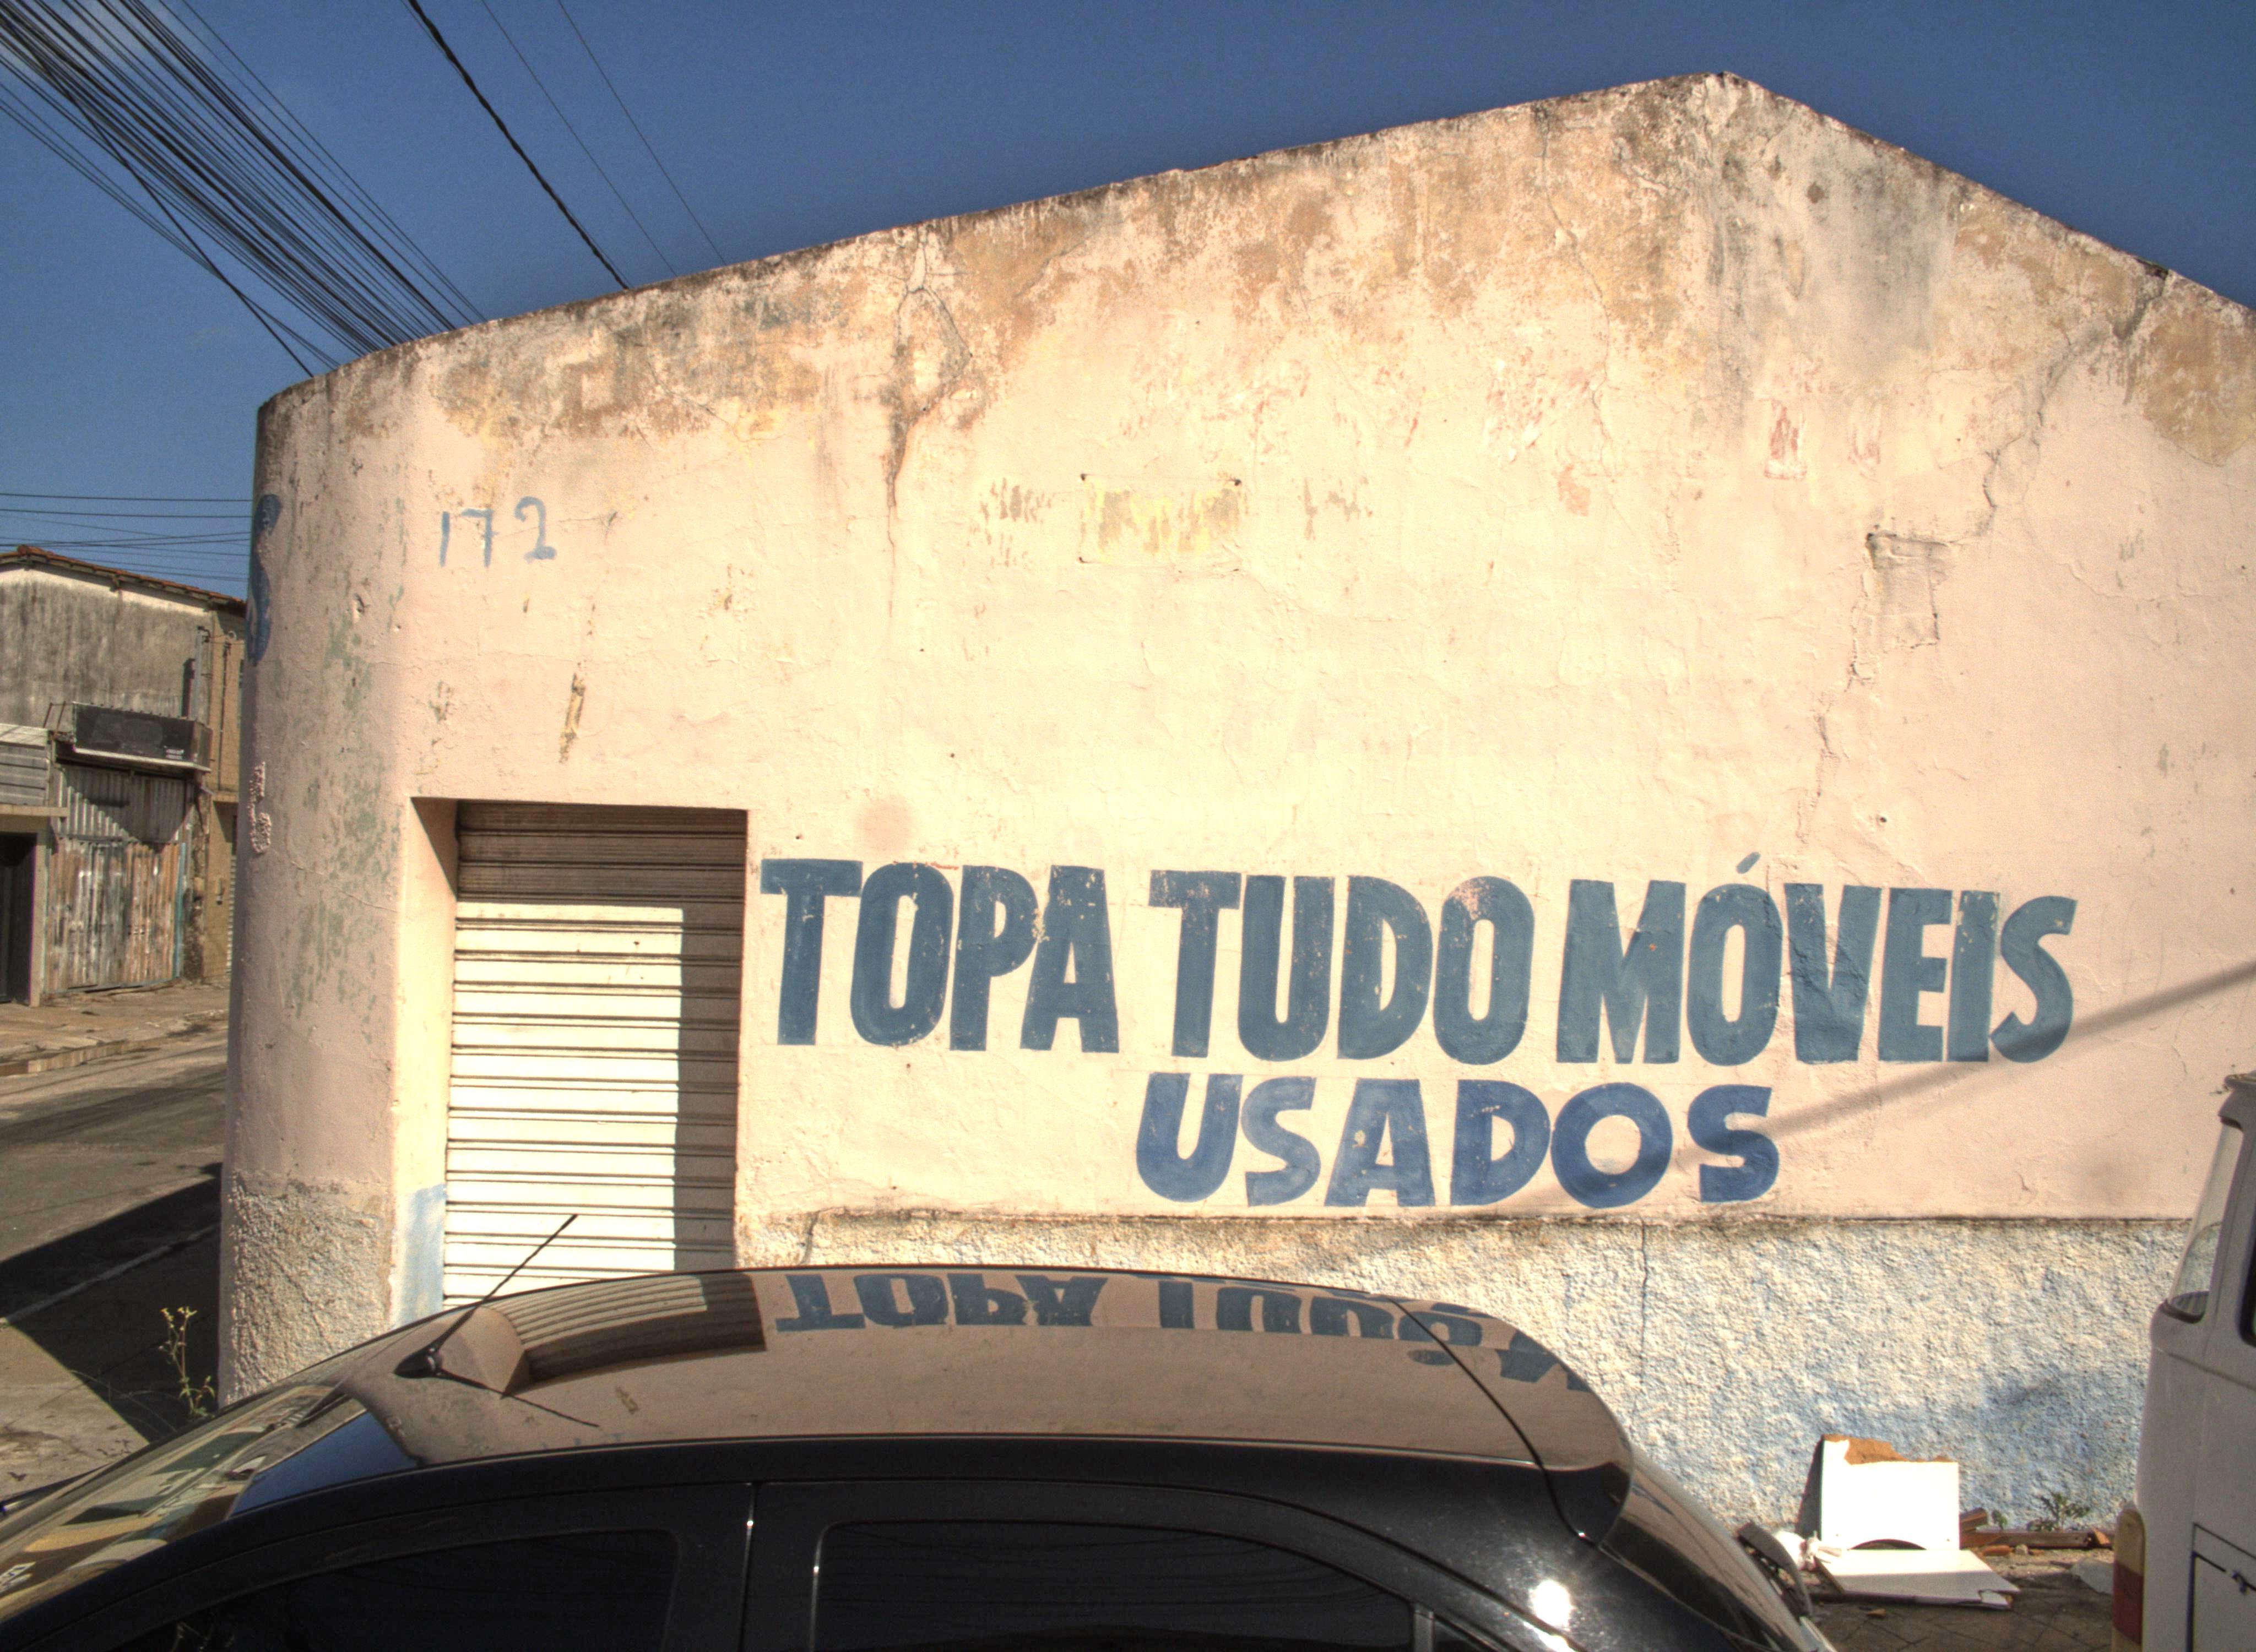 172
TOPA TUDO MÓVEIS
USADOS